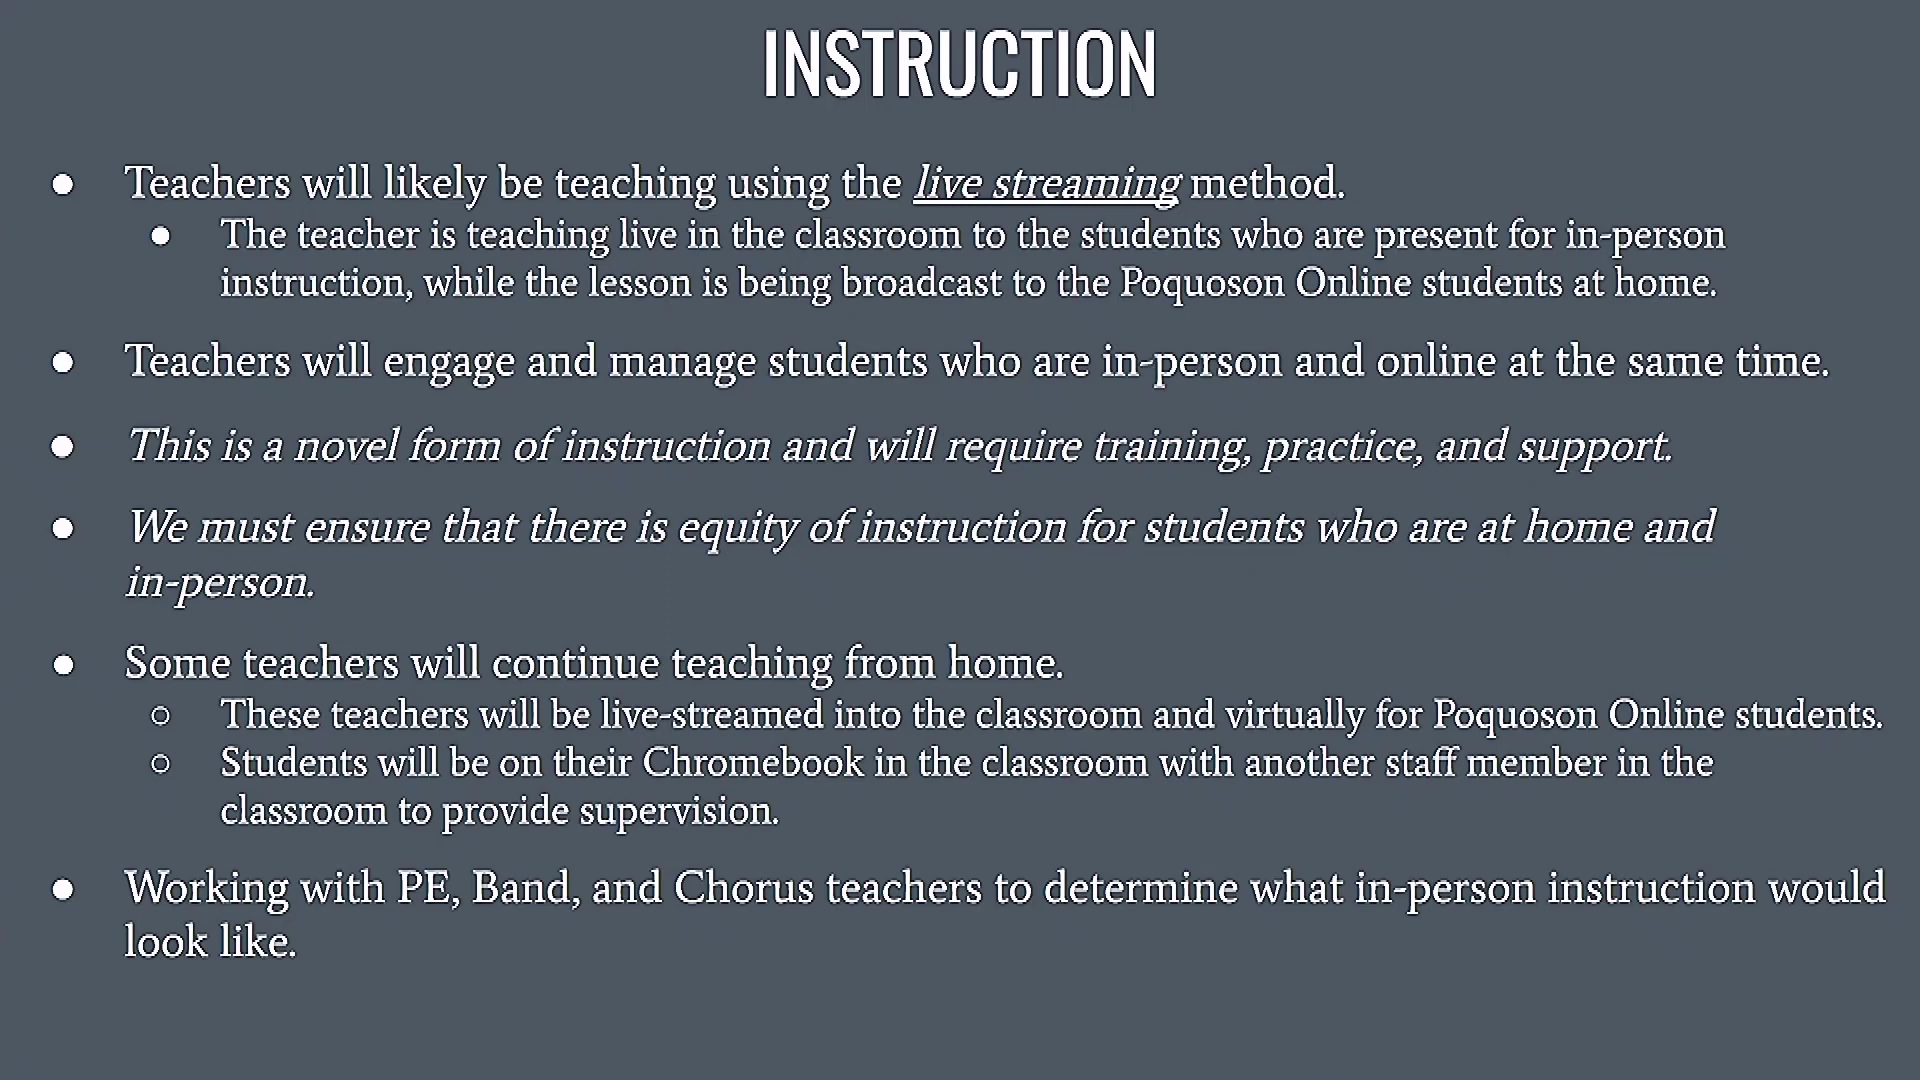 INSTRUCTION
● Teachers will likely be teaching using the live streaming method.
● The teacher is teaching live in the classroom to the students who are present for in-person
instruction, while the lesson is being broadcast to the Poquoson Online students at home.
● Teachers will engage and manage students who are in-person and online at the same time.
● This is a novel form of instruction and will require training, practice, and support.
● We must ensure that there is equity of instruction for students who are at home and
in-person.
● Some teachers will continue teaching from home.
○ These teachers will be live-streamed into the classroom and virtually for Poquoson Online students.
○ Students will be on their Chromebook in the classroom with another staff member in the
classroom to provide supervision.
● Working with PE, Band, and Chorus teachers to determine what in-person instruction would
look like.